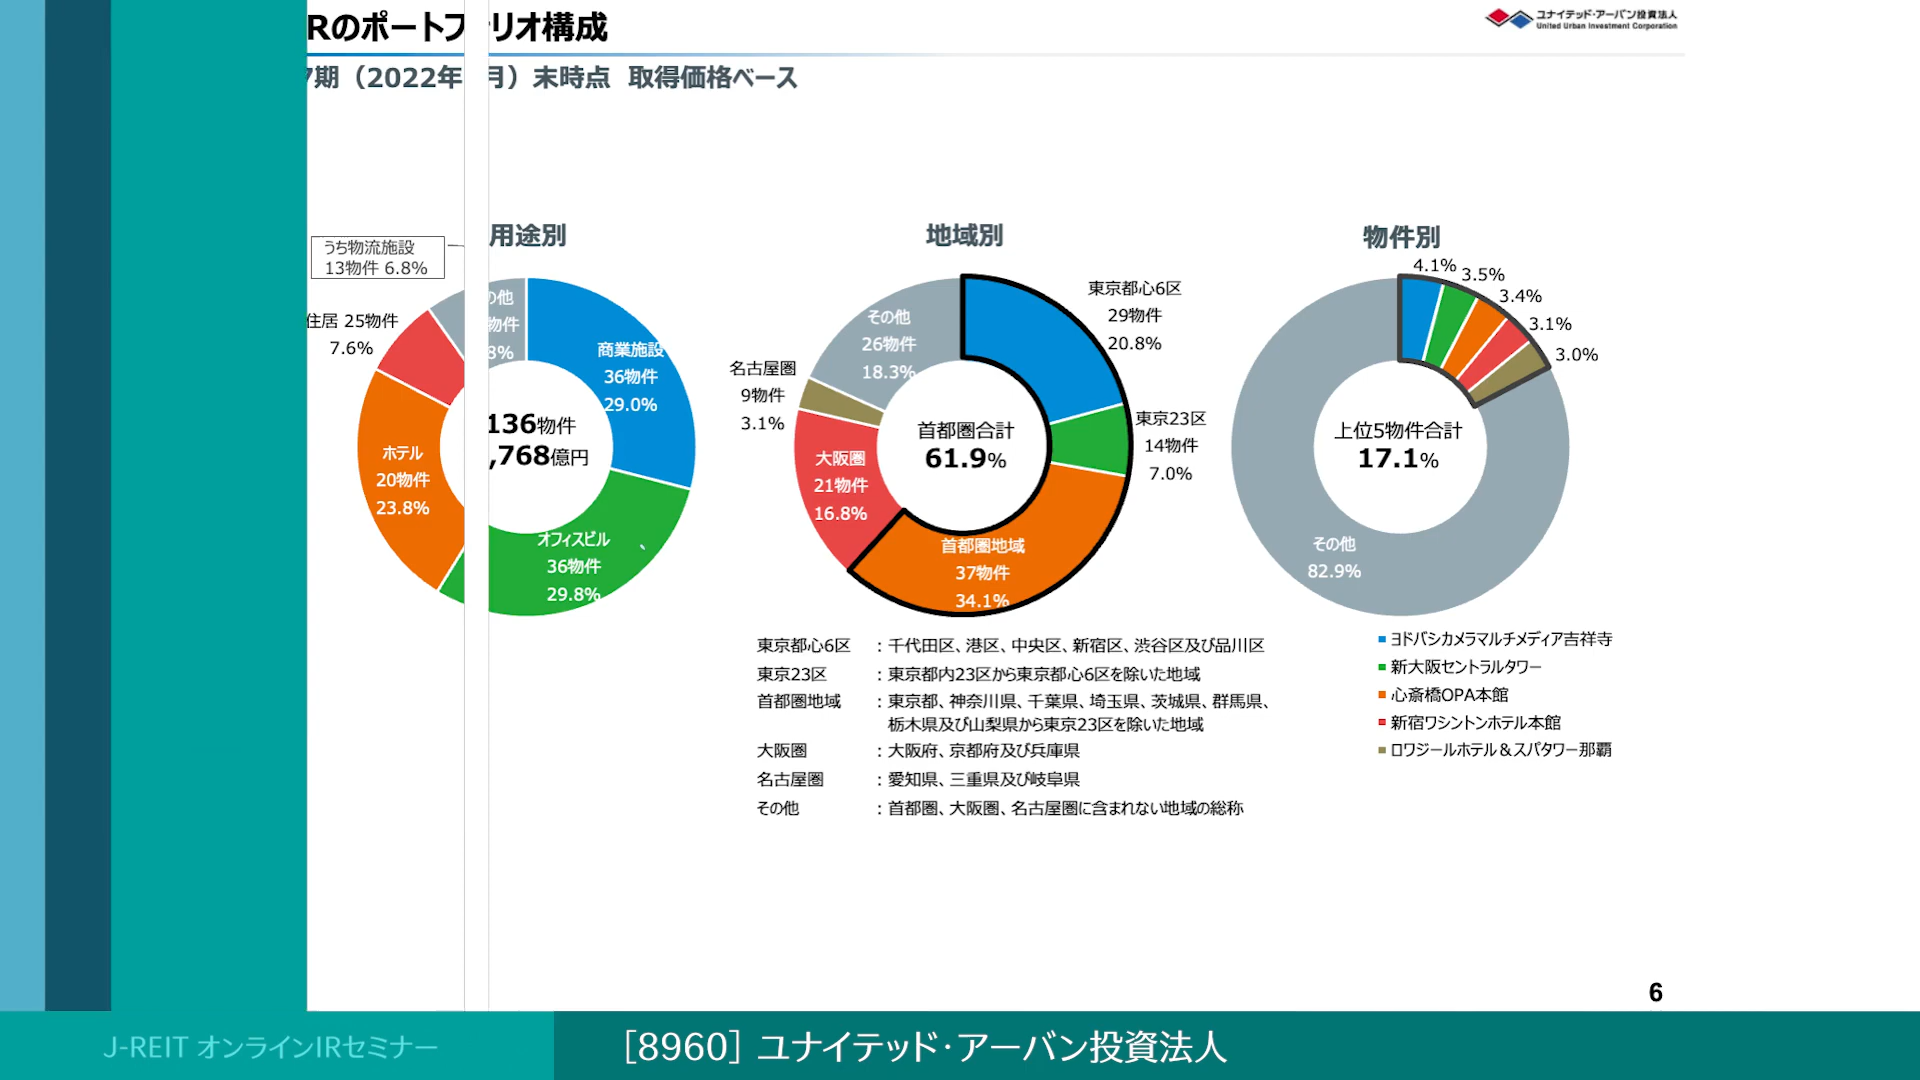 Rのポートフォリオ構成
ユナイテッド・アーバン投資法人
United Urban Investment Corporation
7期（2022年 月）末時点 取得価格ベース
用途別
うち物流施設
13物件 6.8%
住居 25物件
7.6%
の他
物件
8%
商業施設
36物件
29.0%
136物件
,768億円
ホテル
20物件
23.8%
オフィスビル
36物件
29.8%
地域別
東京都心6区
29物件
20.8%
その他
26物件
18.3%
名古屋圏
9物件
3.1%
東京23区
14物件
7.0%
首都圏合計
61.9%
大阪圏
21物件
16.8%
首都圏地域
37物件
34.1%
物件別
4.1%
3.5%
3.4%
3.1%
3.0%
上位5物件合計
17.1%
その他
82.9%
東京都心6区 ：千代田区、港区、中央区、新宿区、渋谷区及び品川区
東京23区 ：東京都内23区から東京都心6区を除いた地域
首都圏地域 ：東京都、神奈川県、千葉県、埼玉県、茨城県、群馬県、
栃木県及び山梨県から東京23区を除いた地域
大阪圏 ：大阪府、京都府及び兵庫県
名古屋圏 ：愛知県、三重県及び岐阜県
その他 ：首都圏、大阪圏、名古屋圏に含まれない地域の総称
ヨドバシカメラマルチメディア吉祥寺
新大阪セントラルタワー
心斎橋OPA本館
新宿ワシントンホテル本館
ロワジールホテル＆スパタワー那覇
6
J-REIT オンラインIRセミナー
［8960］ユナイテッド・アーバン投資法人